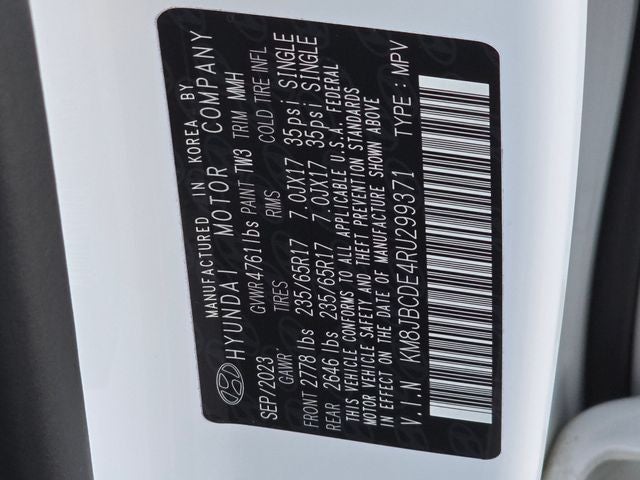 MANUFACTURED IN KOREA BY
HYUNDAI MOTOR COMPANY
SEP/2023 GVWR 4761 lbs PAINT TW3 TRIM MMH
GAWR. TIRES RIMS COLD TIRE INFL
FRONT 2778 lbs 235/65R17 7.0JX17 35psi SINGLE
REAR 2646 lbs 235/65R17 7.0JX17 35psi SINGLE
THIS VEHICLE CONFORMS TO ALL APPLICABLE U.S.A. FEDERAL
MOTOR VEHICLE SAFETY AND THEFT PREVENTION STANDARDS
IN EFFECT ON THE DATE OF MANUFACTURE SHOWN ABOVE
V.I.N KM8JBCDE4RU299371 TYPE : MPV